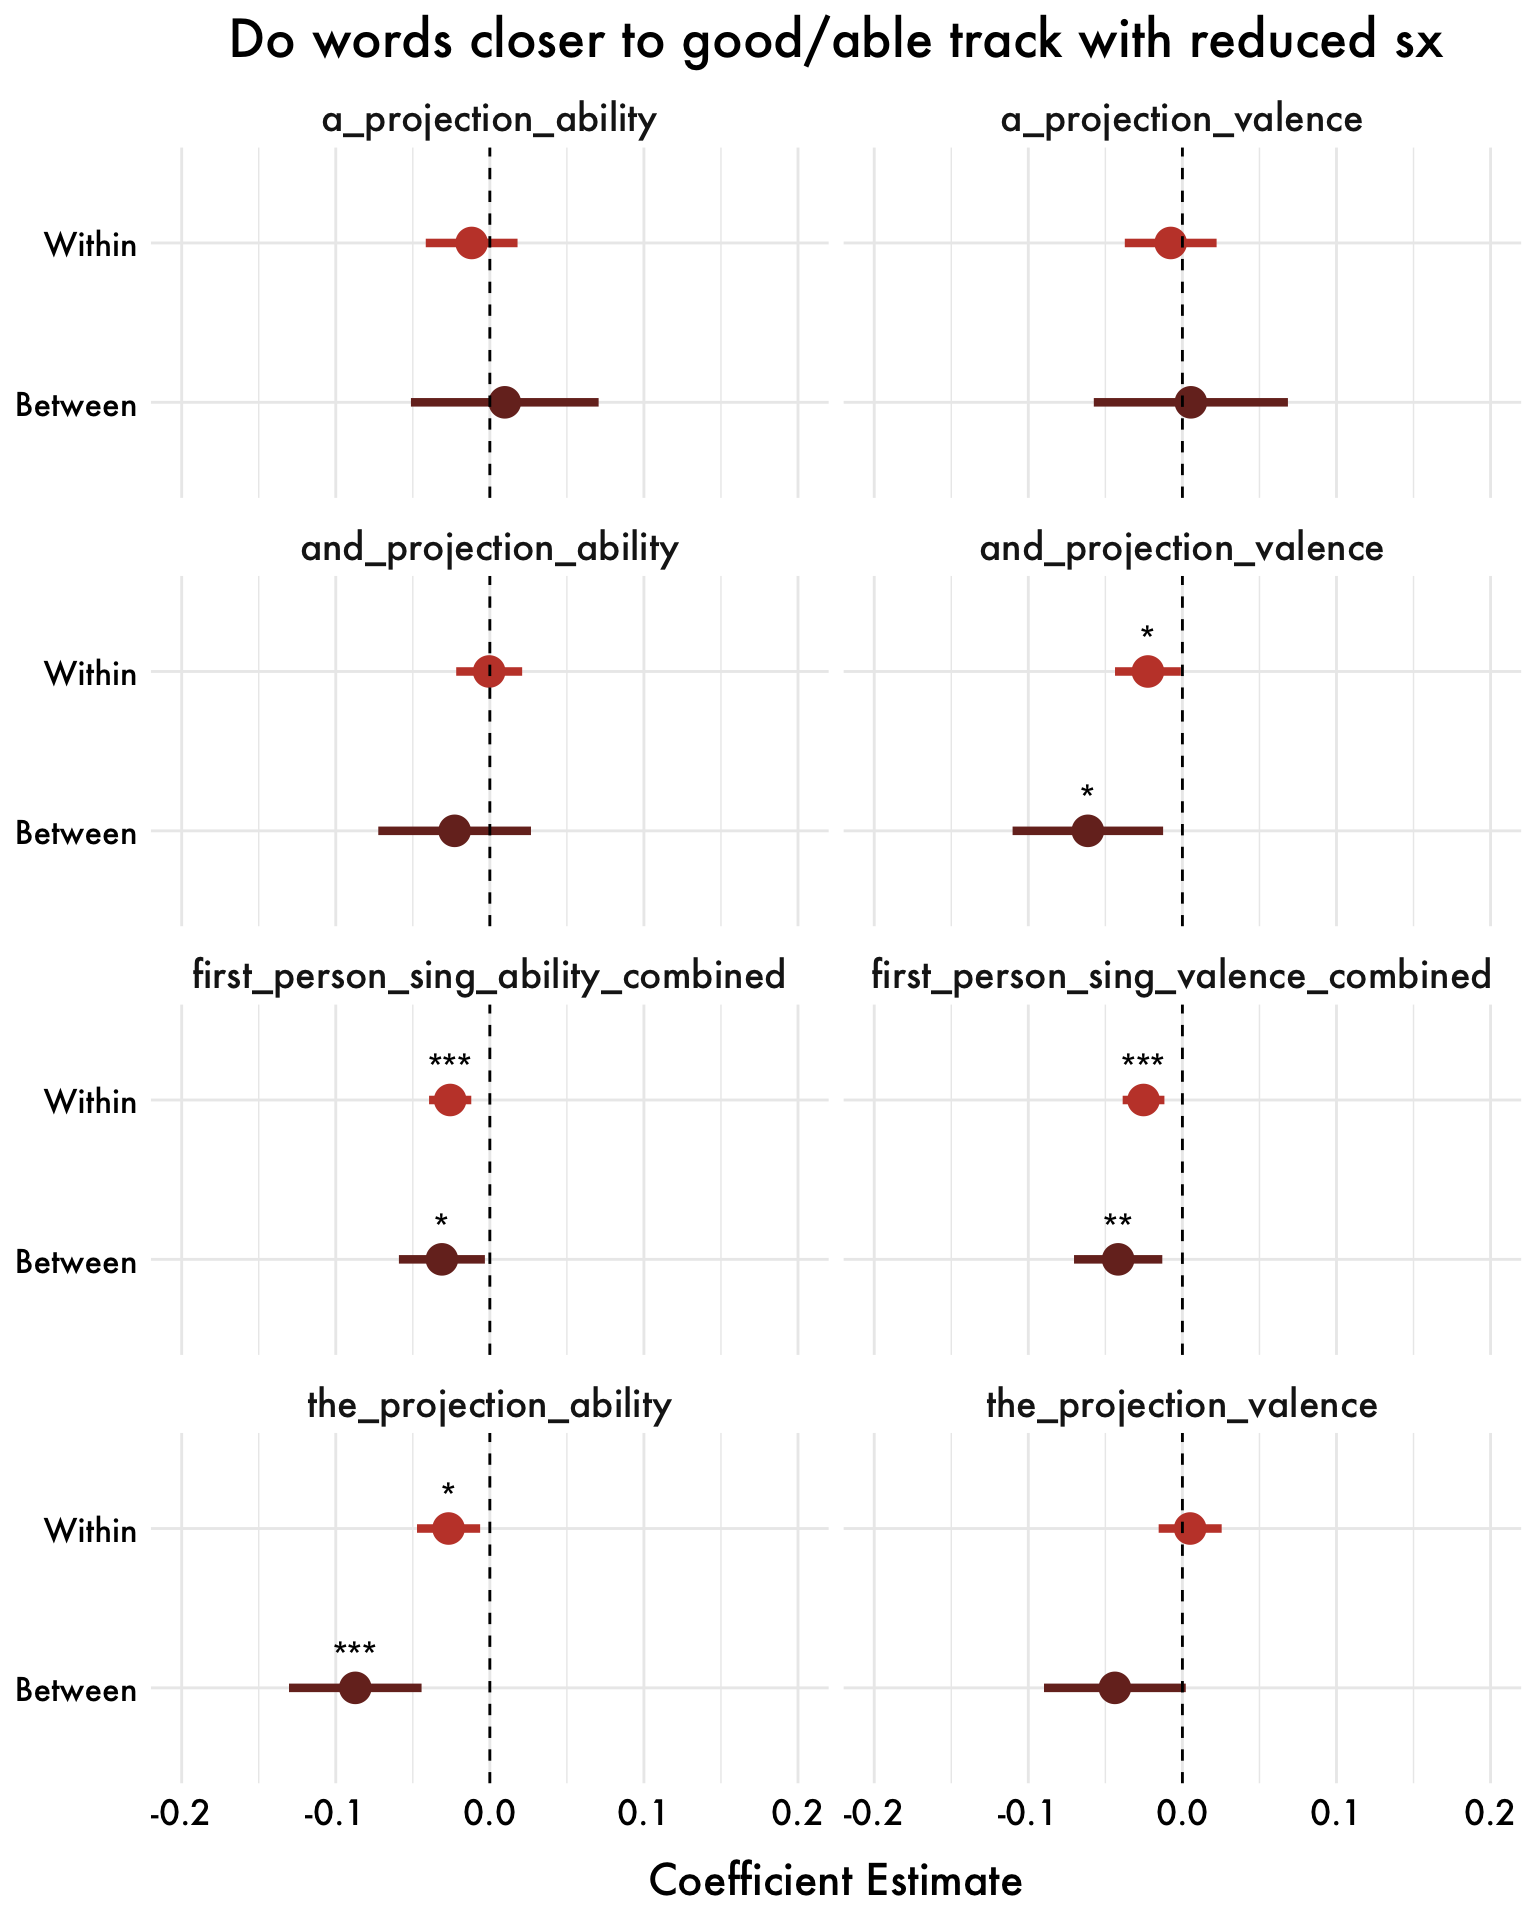 Do words closer to good/able track with reduced sx
a_projection_ability a_projection_valence
Within
Between
and_projection_ability and_projection_valence
*
Within
*
Between
first_person_sing_ability_combined first_person_sing_valence_combined
*** ***
Within
* **
Between
the_projection_ability the_projection_valence
*
Within
***
Between
-0.2 -0.1 0.0 0.1 0.2 -0.2 -0.1 0.0 0.1 0.2
Coefficient Estimate